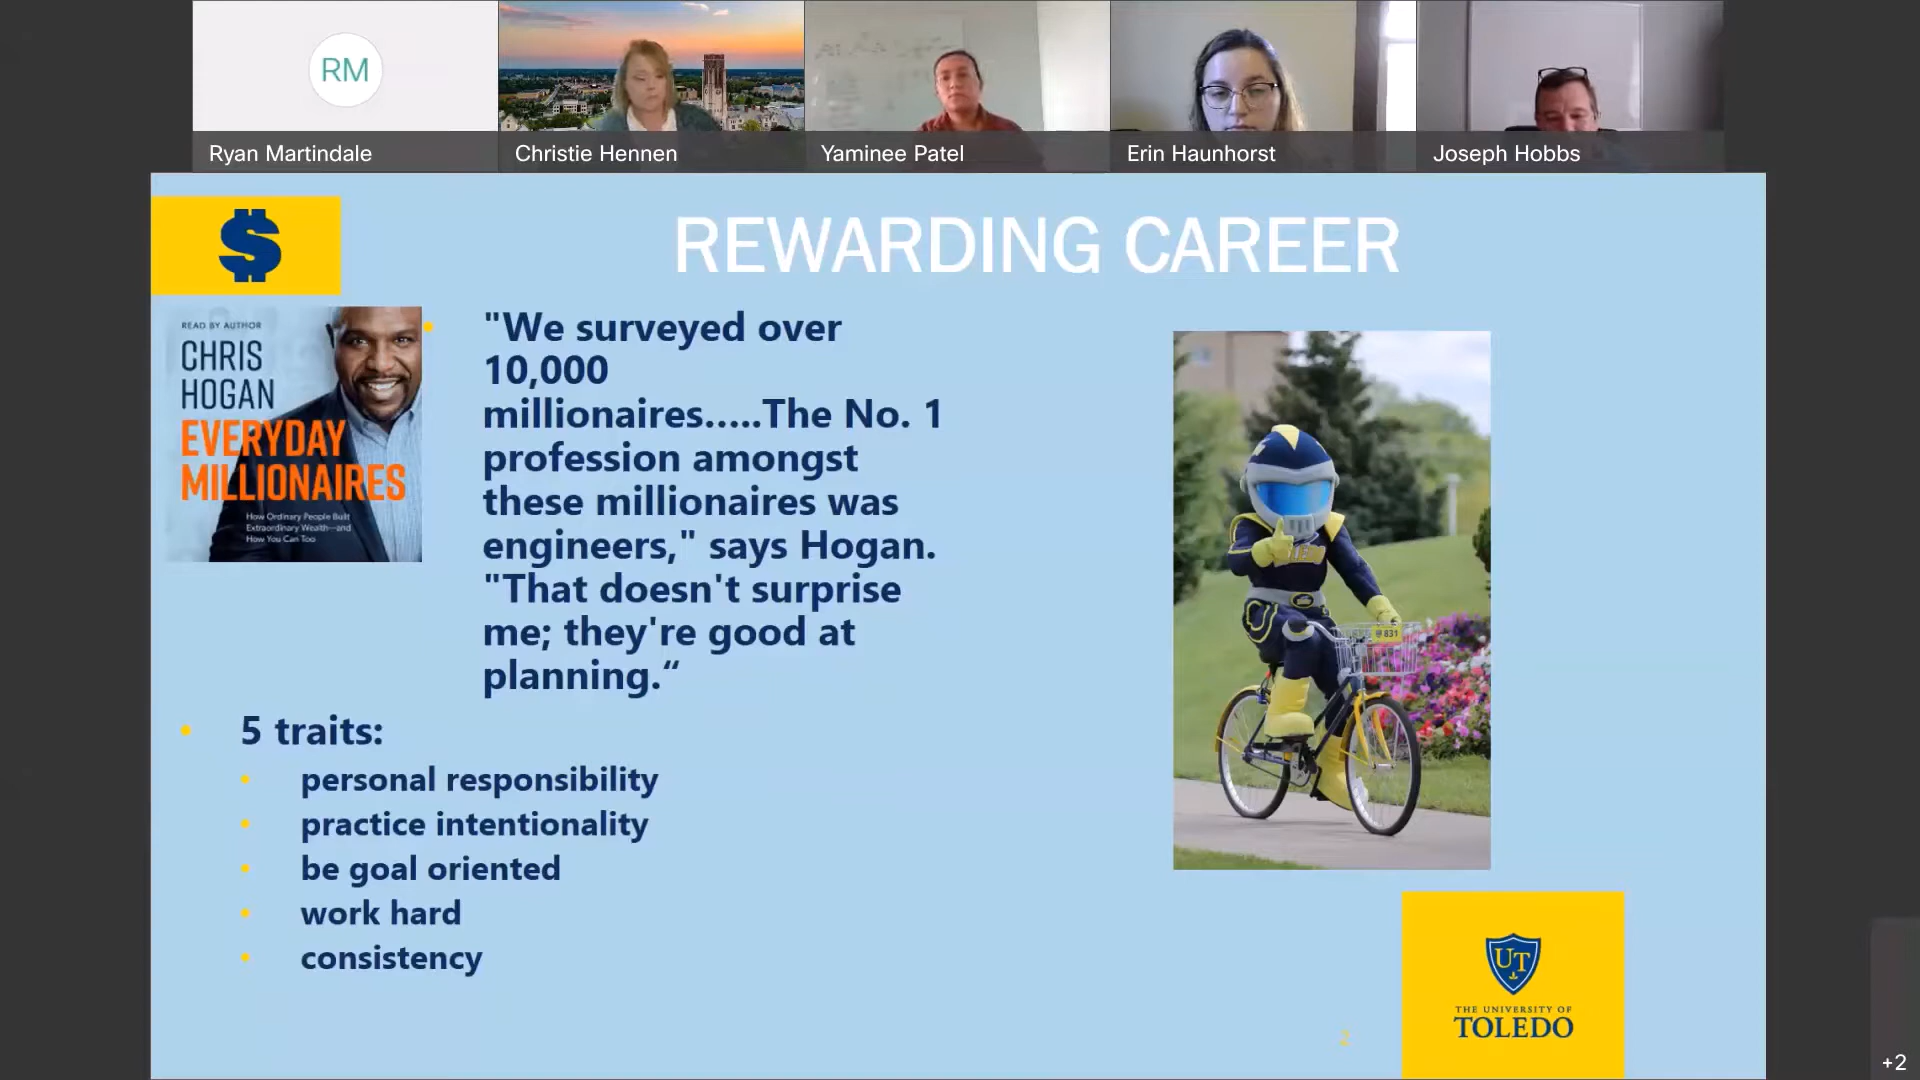 RM
Ryan Martindale
Christie Hennen
Yaminee Patel
Erin Haunhorst
Joseph Hobbs
$
REWARDING CAREER
READ BY AUTHOR
CHRIS
HOGAN
EVERYDAY
MILLIONAIRES
How Ordinary People Built
Extraordinary Wealth—and
How You Can Too
"We surveyed over
10,000
millionaires.....The No. 1
profession amongst
these millionaires was
engineers," says Hogan.
"That doesn't surprise
me; they're good at
planning.“
• 5 traits:
• personal responsibility
• practice intentionality
• be goal oriented
• work hard
• consistency
TOLEDO
@831
UT
THE UNIVERSITY OF
TOLEDO
2
+2